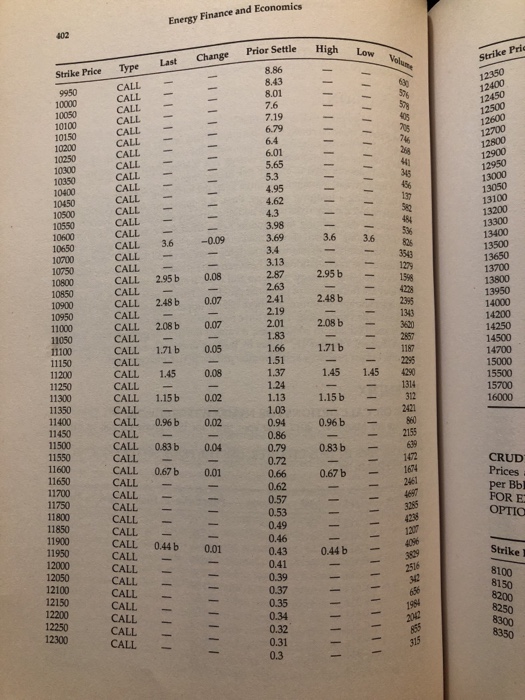 402
Energy Finance and Economics
Strike Price Type Last Change Prior Settle High Low Volume
9950 CALL — — 8.86 — — 630
10000 CALL — — 8.43 — — 576
10050 CALL — — 8.01 — — 578
10100 CALL — — 7.6 — — 405
10150 CALL — — 7.19 — — 705
10200 CALL — — 6.79 — — 746
10250 CALL — — 6.4 — — 268
10300 CALL — — 6.01 — — 441
10350 CALL — — 5.65 — — 345
10400 CALL — — 5.3 — — 456
10450 CALL — — 4.95 — — 137
10500 CALL — — 4.62 — — 582
10550 CALL — — 4.3 — — 484
10600 CALL — — 3.98 — — 536
10650 CALL 3.6 –0.09 3.69 3.6 3.6 826
10700 CALL — — 3.4 — — 3543
10750 CALL — — 3.13 — — 1279
10800 CALL 2.95 b 0.08 2.87 2.95 b — 1598
10850 CALL — — 2.63 — — 4228
10900 CALL 2.48 b 0.07 2.41 2.48 b — 2395
10950 CALL — — 2.19 — — 1343
11000 CALL 2.08 b 0.07 2.01 2.08 b — 3620
11050 CALL — — 1.83 — — 2857
11100 CALL 1.71 b 0.05 1.66 1.71 b — 1187
11150 CALL — — 1.51 — — 2295
11200 CALL 1.45 0.08 1.37 1.45 1.45 4290
11250 CALL — — 1.24 — — 1314
11300 CALL 1.15 b 0.02 1.13 1.15 b — 312
11350 CALL — — 1.03 — — 2421
11400 CALL 0.96 b 0.02 0.94 0.96 b — 860
11450 CALL — — 0.86 — — 2155
11500 CALL 0.83 b 0.04 0.79 0.83 b — 639
11550 CALL — — 0.72 — — 1472
11600 CALL 0.67 b 0.01 0.66 0.67 b — 1674
11650 CALL — — 0.62 — — 2461
11700 CALL — — 0.57 — — 4697
11750 CALL — — 0.53 — — 3285
11800 CALL — — 0.49 — — 4238
11850 CALL — — 0.46 — — 1207
11900 CALL 0.44 b 0.01 0.43 0.44 b — 4096
11950 CALL — — 0.41 — — 3829
12000 CALL — — 0.39 — — 2516
12050 CALL — — 0.37 — — 342
12100 CALL — — 0.35 — — 656
12150 CALL — — 0.34 — — 1984
12200 CALL — — 0.32 — — 2042
12250 CALL — — 0.31 — — 855
12300 CALL — — 0.3 — — 315
Strike Pric
12350
12400
12450
12500
12600
12700
12800
12900
12950
13000
13050
13100
13200
13300
13400
13500
13650
13700
13800
13950
14000
14200
14250
14500
14700
15000
15500
15700
16000
CRUD
Prices
per Bbl
FOR E
OPTIO
Strike
8100
8150
8200
8250
8300
8350